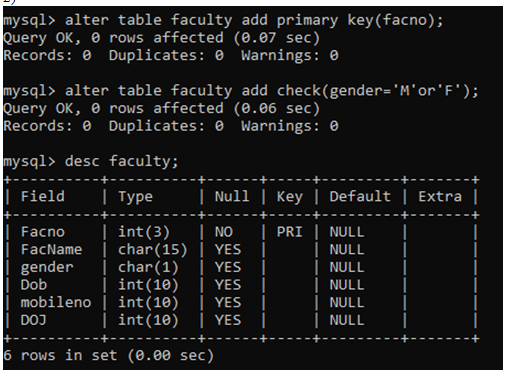 2)
mysql> alter table faculty add primary key(facno);
Query OK, 0 rows affected (0.07 sec)
Records: 0  Duplicates: 0  Warnings: 0
mysql> alter table faculty add check(gender='M'or'F');
Query OK, 0 rows affected (0.06 sec)
Records: 0  Duplicates: 0  Warnings: 0
mysql> desc faculty;
+----------+----------+------+-----+---------+-------+
| Field    | Type     | Null | Key | Default | Extra |
+----------+----------+------+-----+---------+-------+
| Facno    | int(3)   | NO   | PRI | NULL    |       |
| FacName  | char(15) | YES  |     | NULL    |       |
| gender   | char(1)  | YES  |     | NULL    |       |
| Dob      | int(10)  | YES  |     | NULL    |       |
| mobileno | int(10)  | YES  |     | NULL    |       |
| DOJ      | int(10)  | YES  |     | NULL    |       |
+----------+----------+------+-----+---------+-------+
6 rows in set (0.00 sec)